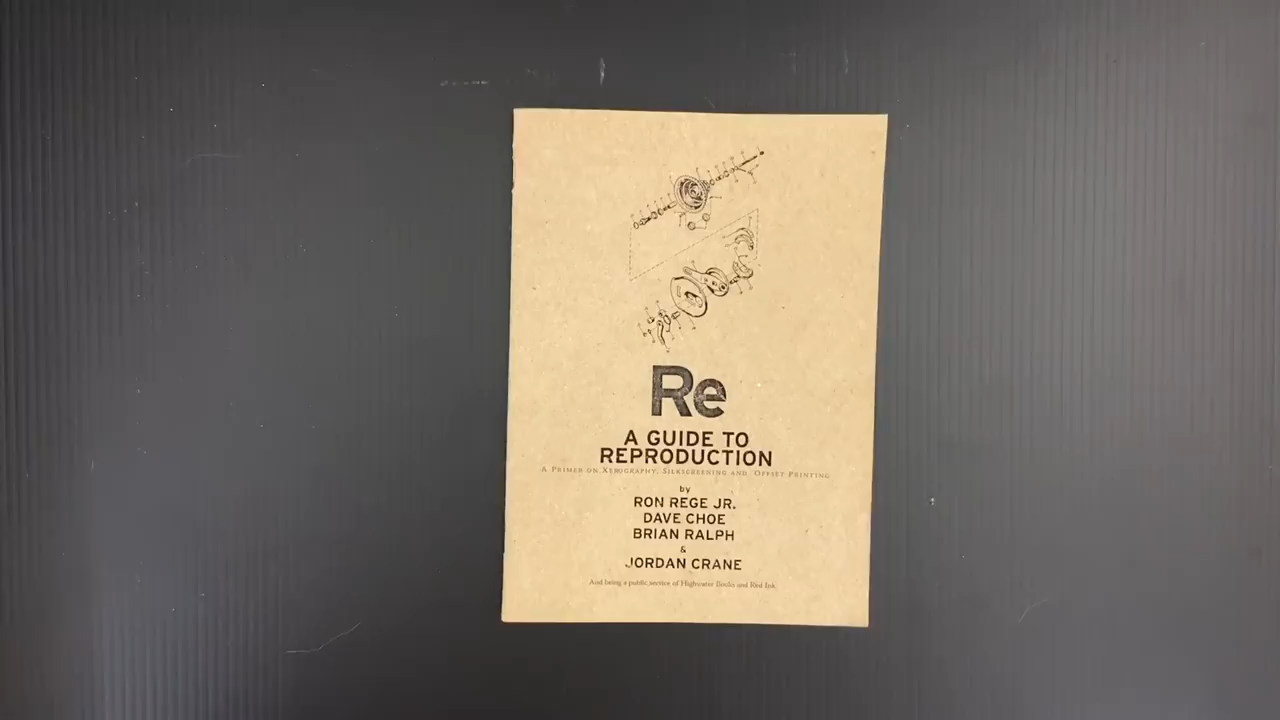 Re
A GUIDE TO
REPRODUCTION
A PRIMER ON XEROGRAPHY, SILKSCREENING AND OFFSET PRINTING
by
RON REGE JR.
DAVE CHOE
BRIAN RALPH
&
JORDAN CRANE
And being a public service of Highwater Books and Red Ink